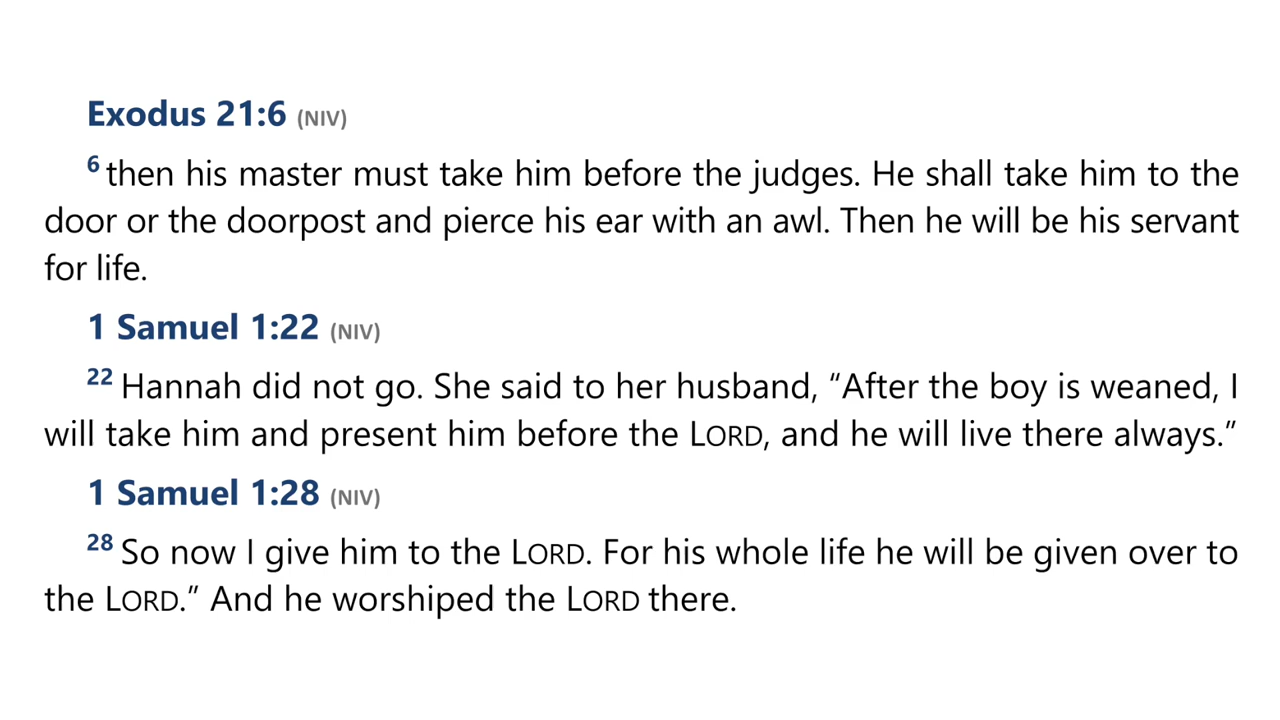 Exodus 21:6 (NIV)
6 then his master must take him before the judges. He shall take him to the
door or the doorpost and pierce his ear with an awl. Then he will be his servant
for life.
1 Samuel 1:22 (NIV)
22 Hannah did not go. She said to her husband, “After the boy is weaned, I
will take him and present him before the LORD, and he will live there always.”
1 Samuel 1:28 (NIV)
28 So now I give him to the LORD. For his whole life he will be given over to
the LORD.” And he worshiped the LORD there.